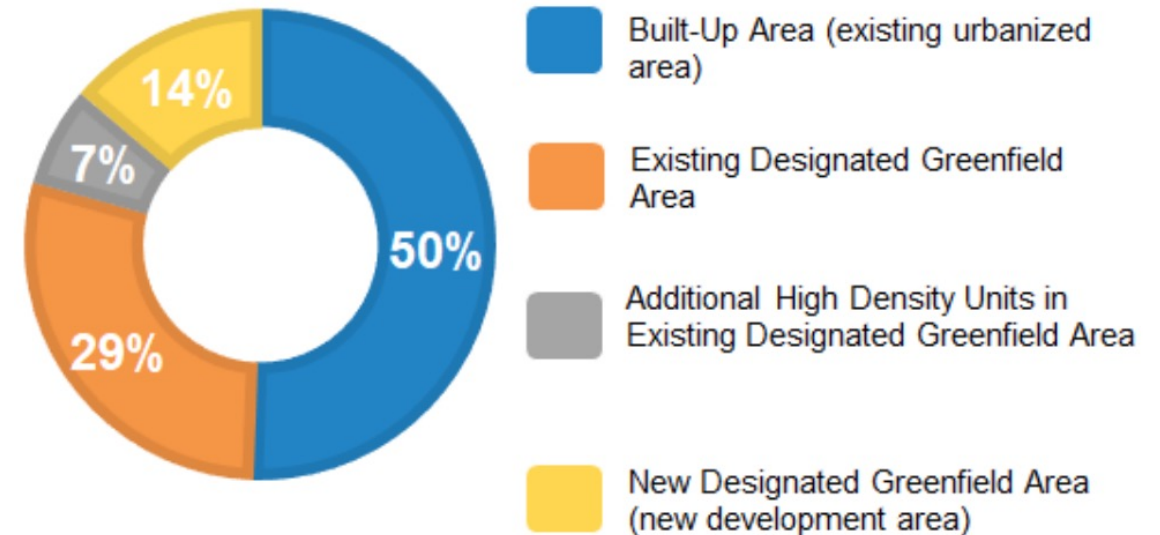 14%
7%
50%
29%
Built-Up Area (existing urbanized
area)
Existing Designated Greenfield
Area
Additional High Density Units in
Existing Designated Greenfield Area
New Designated Greenfield Area
(new development area)